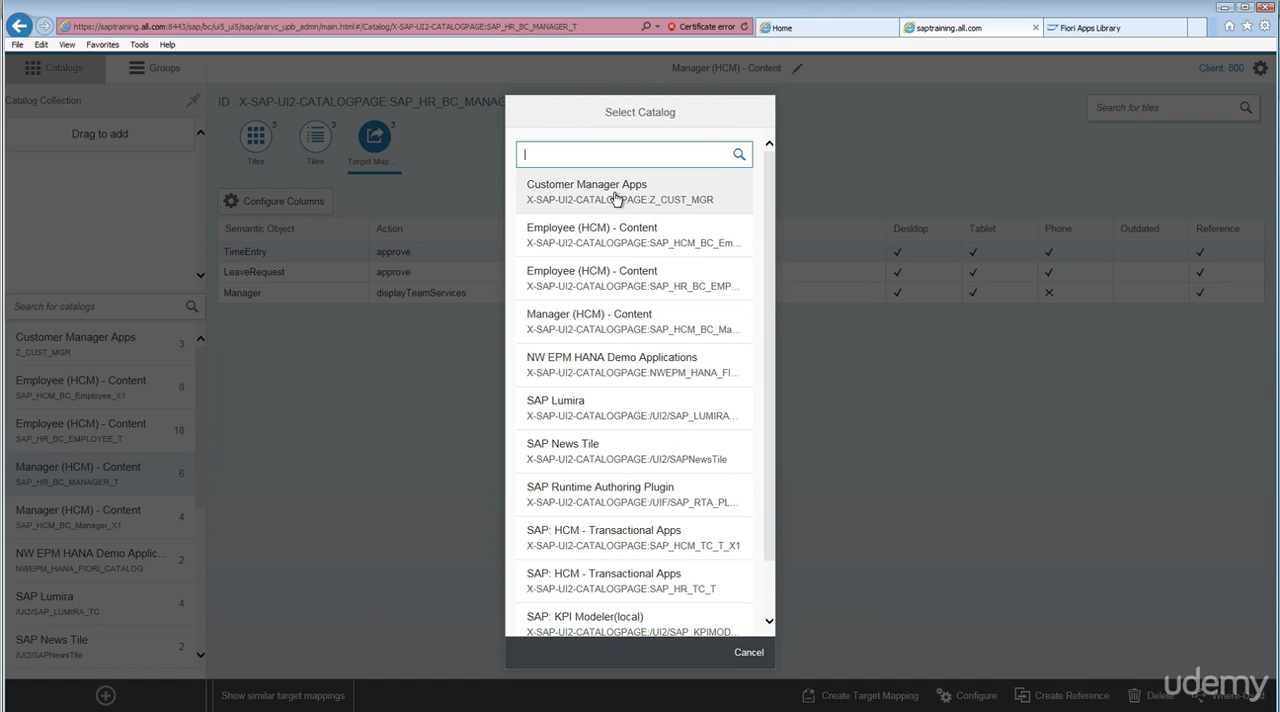 https://saptraining.all.com:8443/sap/bc/ui5_ui5/sap/arsrvc_upb_admn/main.html#/Catalog/X-SAP-UI2-CATALOGPAGE:SAP_HR_BC_MANAGER_T
Certificate error
Home
saptraining.all.com
Fiori Apps Library
File Edit View Favorites Tools Help
Catalogs
Groups
Manager (HCM) - Content
Client: 800
Catalog Collection
Drag to add
Search for catalogs
Customer Manager Apps 3
Z_CUST_MGR
Employee (HCM) - Content 8
SAP_HCM_BC_Employee_X1
Employee (HCM) - Content 18
SAP_HR_BC_EMPLOYEE_T
Manager (HCM) - Content 6
SAP_HR_BC_MANAGER_T
Manager (HCM) - Content 4
SAP_HCM_BC_Manager_X1
NW EPM HANA Demo Applic... 2
NWEPM_HANA_FIORI_CATALOG
SAP Lumira 4
/UI2/SAP_LUMIRA_TC
SAP News Tile 2
/UI2/SAPNewsTile
ID : X-SAP-UI2-CATALOGPAGE:SAP_HR_BC_MANAG
Search for tiles
3 3 3
Tiles Tiles Target Map...
Configure Columns
Semantic Object Action Desktop Tablet Phone Outdated Reference
TimeEntry approve ✓ ✓ ✓ ✓
LeaveRequest approve ✓ ✓ ✓ ✓
Manager displayTeamServices ✓ ✓ ✕ ✓
Select Catalog
Customer Manager Apps
X-SAP-UI2-CATALOGPAGE:Z_CUST_MGR
Employee (HCM) - Content
X-SAP-UI2-CATALOGPAGE:SAP_HCM_BC_Em...
Employee (HCM) - Content
X-SAP-UI2-CATALOGPAGE:SAP_HR_BC_EMP...
Manager (HCM) - Content
X-SAP-UI2-CATALOGPAGE:SAP_HCM_BC_Ma...
NW EPM HANA Demo Applications
X-SAP-UI2-CATALOGPAGE:NWEPM_HANA_FI...
SAP Lumira
X-SAP-UI2-CATALOGPAGE:/UI2/SAP_LUMIRA...
SAP News Tile
X-SAP-UI2-CATALOGPAGE:/UI2/SAPNewsTile
SAP Runtime Authoring Plugin
X-SAP-UI2-CATALOGPAGE:/UIF/SAP_RTA_PL...
SAP: HCM - Transactional Apps
X-SAP-UI2-CATALOGPAGE:SAP_HCM_TC_T_X1
SAP: HCM - Transactional Apps
X-SAP-UI2-CATALOGPAGE:SAP_HR_TC_T
SAP: KPI Modeler(local)
X-SAP-UI2-CATALOGPAGE:/UI2/SAP_KPIMOD...
Cancel
Show similar target mappings
Create Target Mapping Configure Create Reference Delete Where-Used
udemy